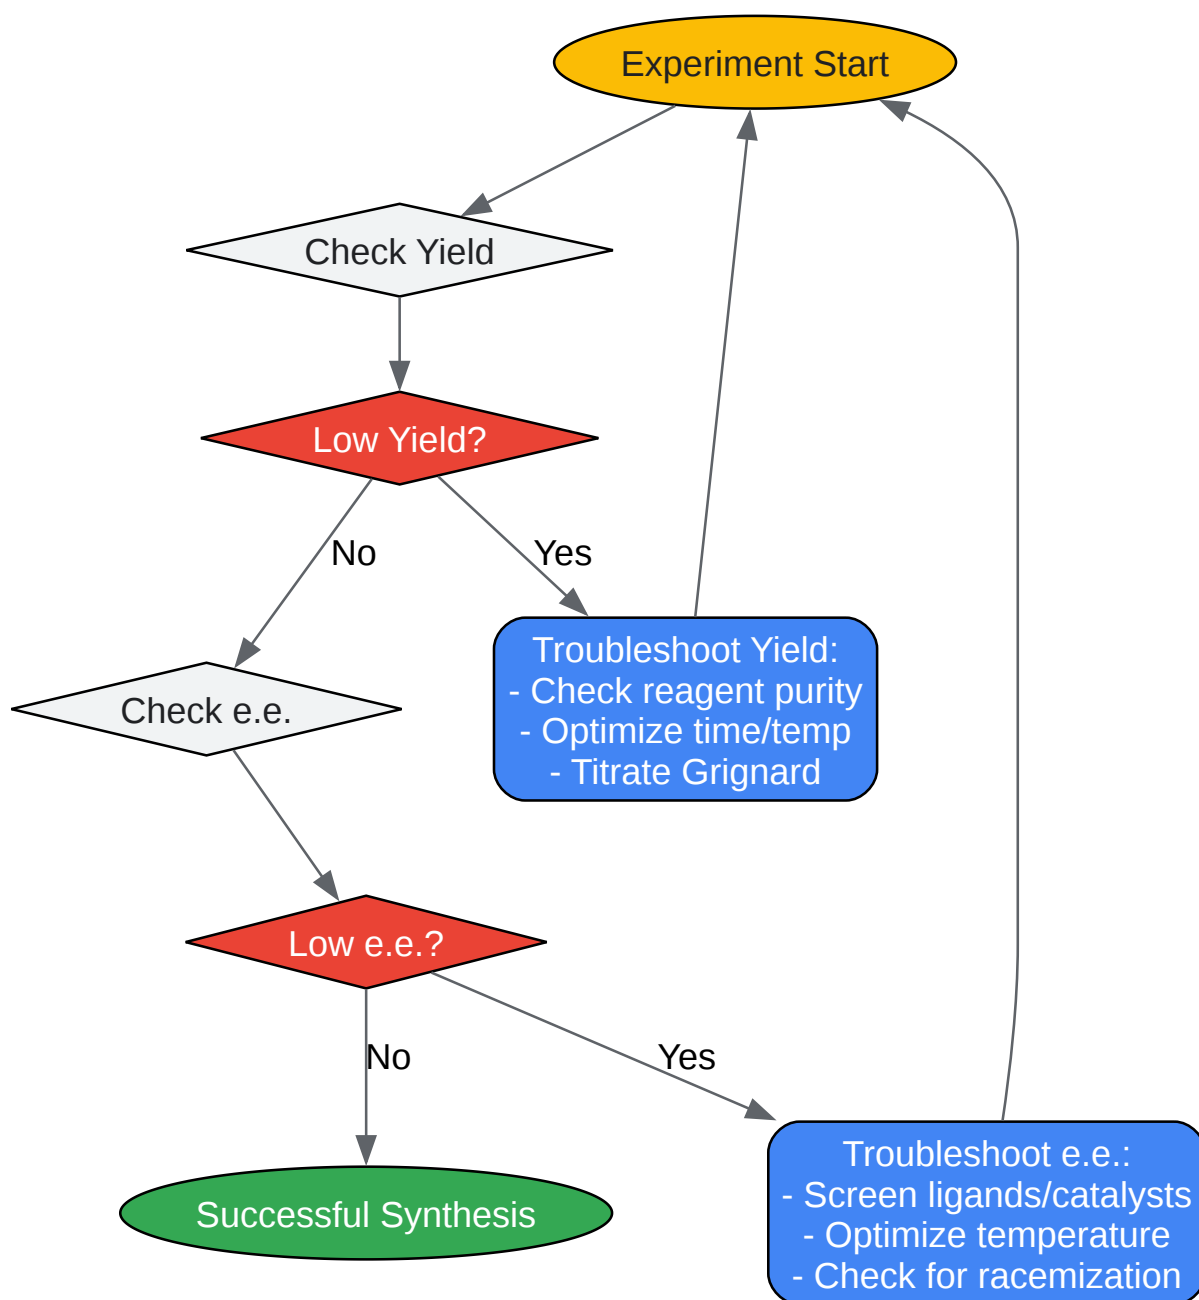 Experiment Start
Check Yield
Low Yield?
No
Yes
Troubleshoot Yield:
- Check reagent purity
- Optimize time/temp
- Titrate Grignard
Check e.e.
Low e.e.?
No
Yes
Troubleshoot e.e.:
- Screen ligands/catalysts
- Optimize temperature
- Check for racemization
Successful Synthesis